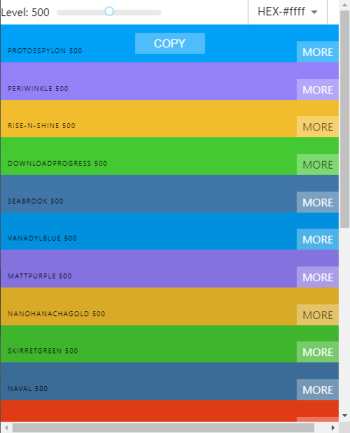 Level: 500 HEX-#ffff
COPY
PROTOSSPYLON 500 MORE
PERIWINKLE 500 MORE
RISE-N-SHINE 500 MORE
DOWNLOADPROGRESS 500 MORE
SEABROOK 500 MORE
VANADYLBLUE 500 MORE
MATTPURPLE 500 MORE
NANOHANACHAGOLD 500 MORE
SKIRRETGREEN 500 MORE
NAVAL 500 MORE